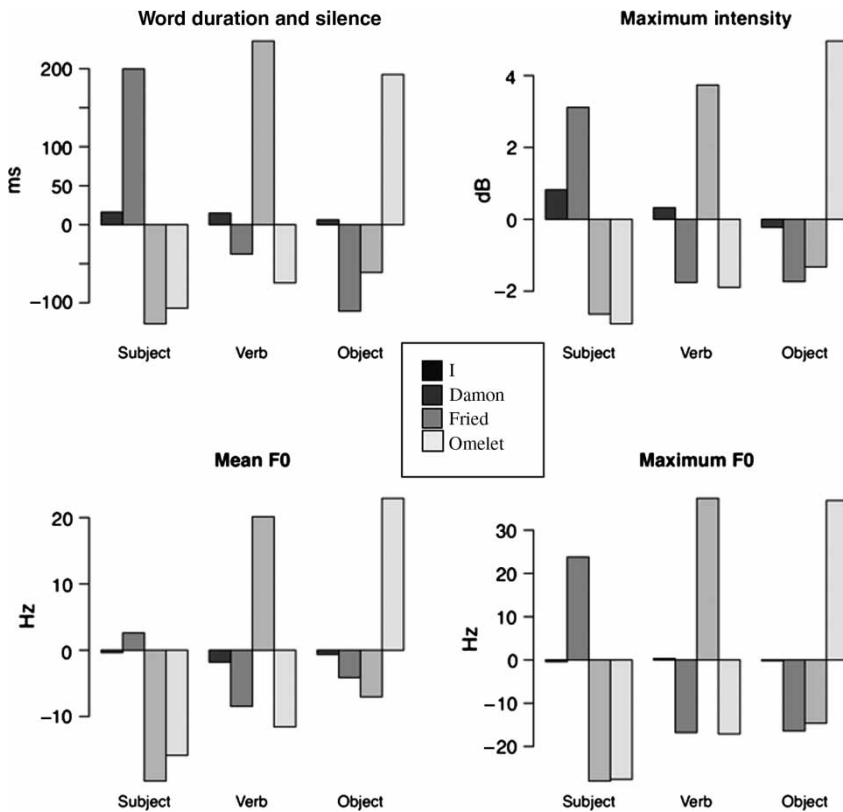 Word duration and silence
ms
200
100
50
0
−100
Subject Verb Object
Maximum intensity
dB
4
2
0
−2
Subject Verb Object
I
Damon
Fried
Omelet
Mean F0
Hz
20
10
0
−10
Subject Verb Object
Maximum F0
Hz
30
20
10
0
−10
−20
Subject Verb Object